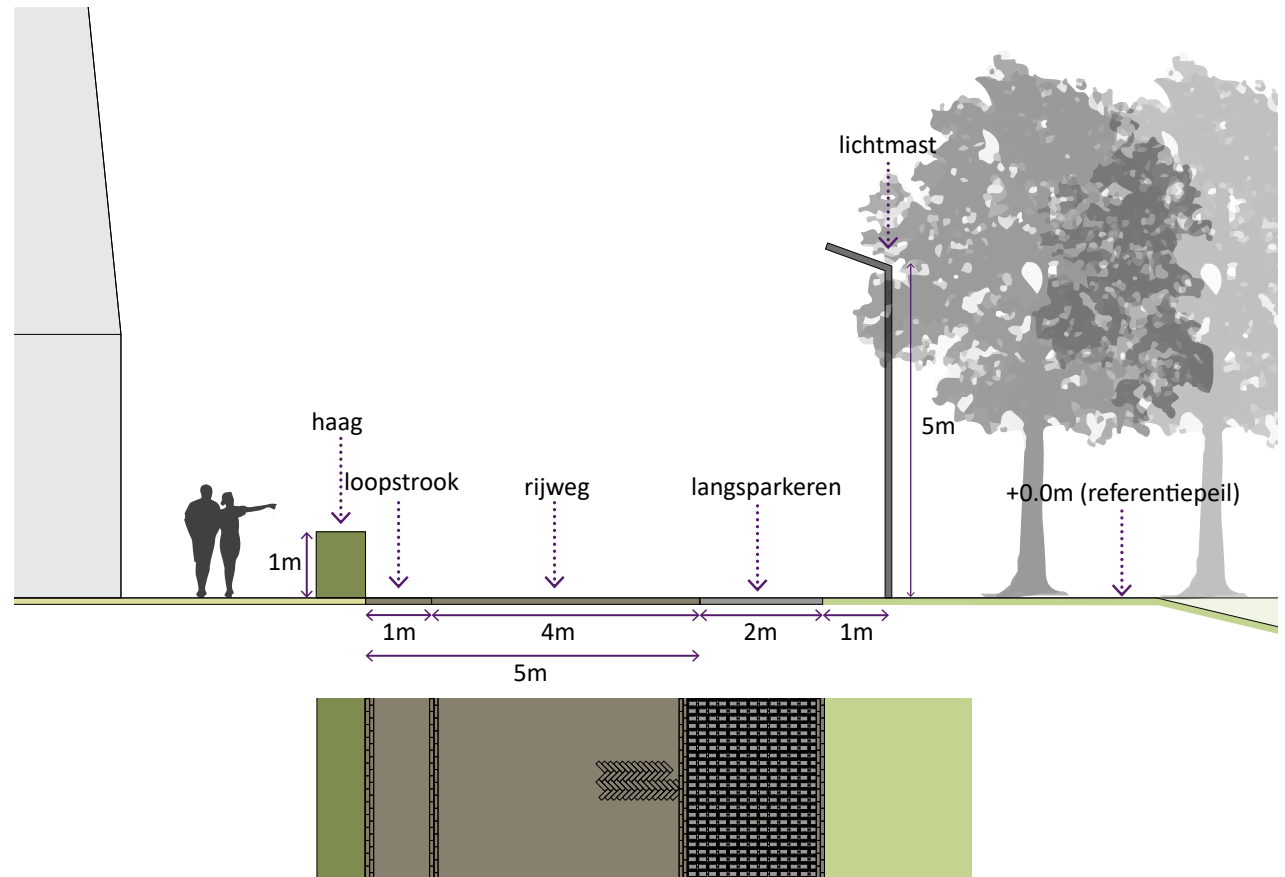 lichtmast
haag
5m
loopstrook
rijweg
langsparkeren
+0.0m (referentiepeil)
1m
1m
4m
2m
1m
5m